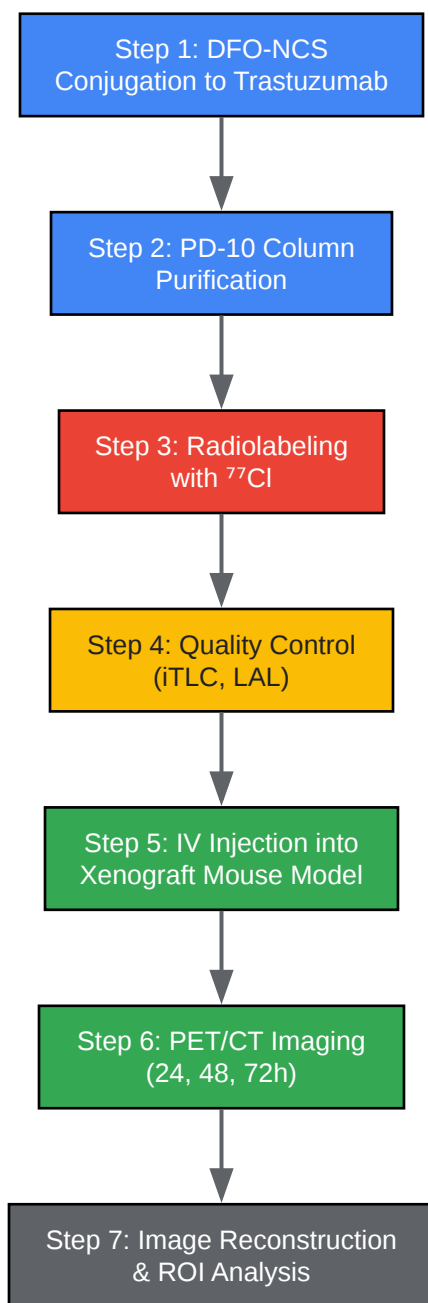 Step 1: DFO-NCS
Conjugation to Trastuzumab
Step 2: PD-10 Column
Purification
Step 3: Radiolabeling
with ⁷⁷Cl
Step 4: Quality Control
(iTLC, LAL)
Step 5: IV Injection into
Xenograft Mouse Model
Step 6: PET/CT Imaging
(24, 48, 72h)
Step 7: Image Reconstruction
& ROI Analysis